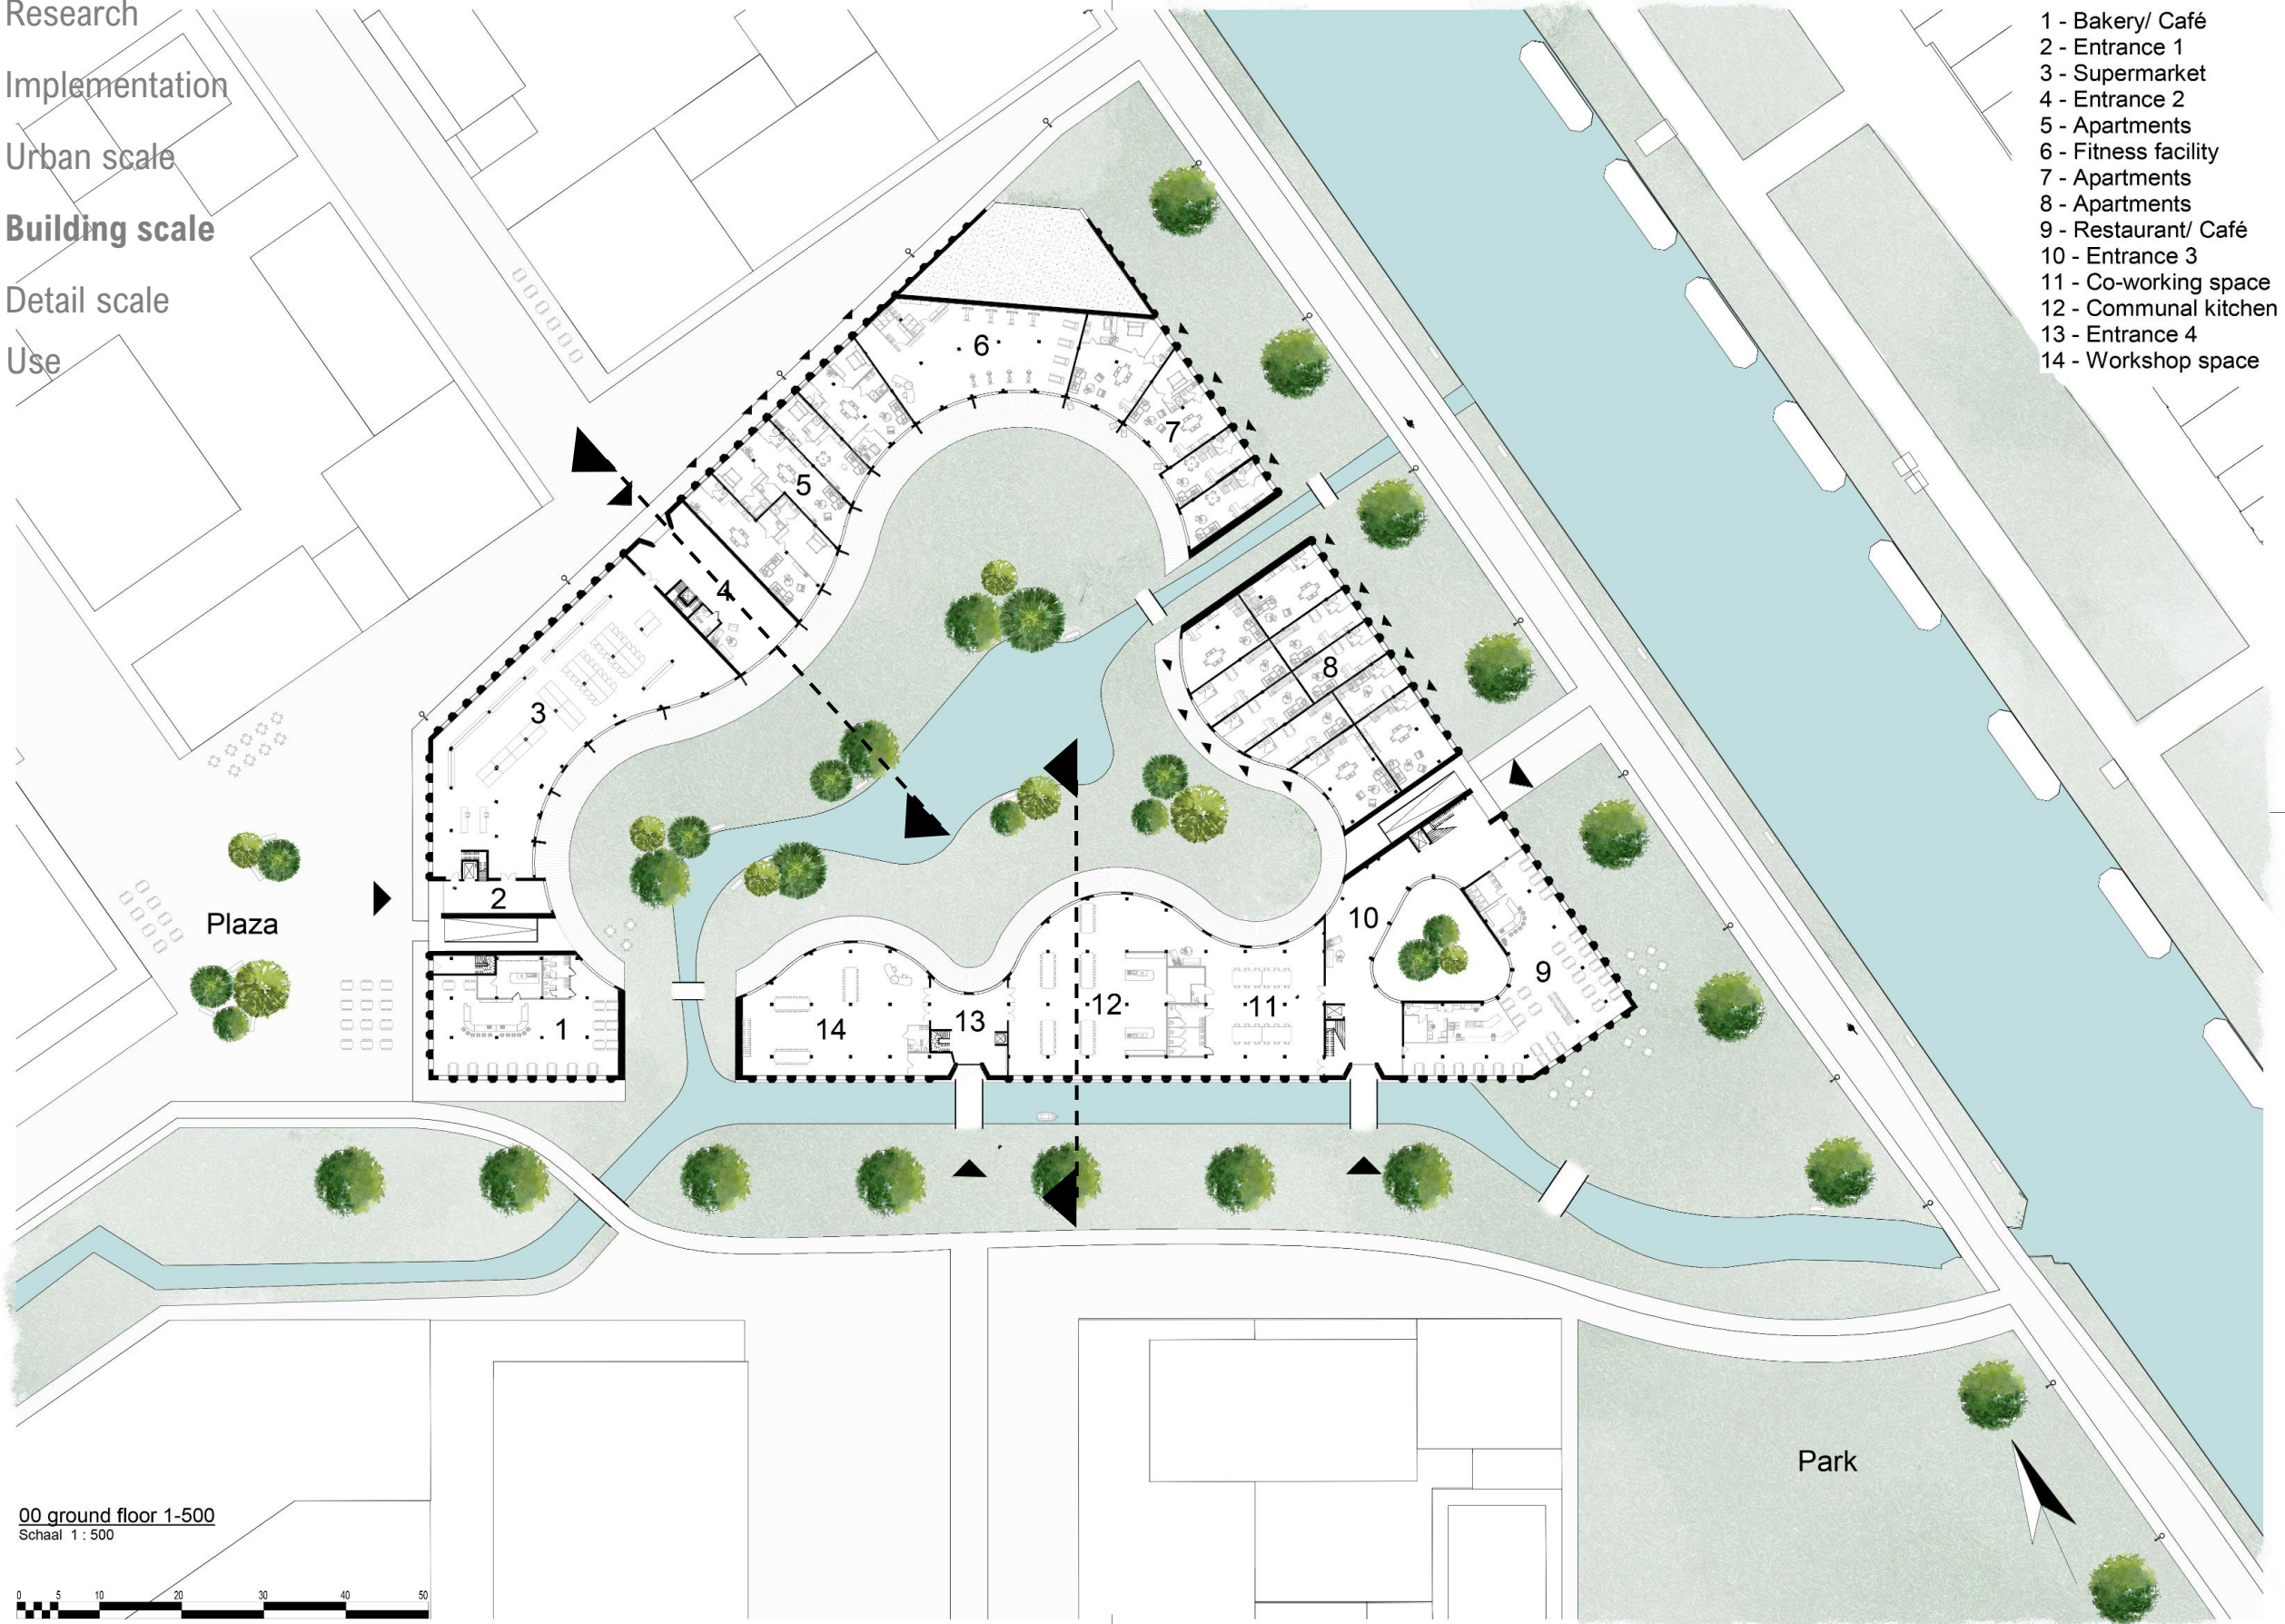 Research
Implementation
Urban scale
Building scale
Detail scale
Use
1 - Bakery/ Café
2 - Entrance 1
3 - Supermarket
4 - Entrance 2
5 - Apartments
6 - Fitness facility
7 - Apartments
8 - Apartments
9 - Restaurant/ Café
10 - Entrance 3
11 - Co-working space
12 - Communal kitchen
13 - Entrance 4
14 - Workshop space
6
7
5
4
8
3
2
Plaza
10
9
12
11
14
13
1
Park
00 ground floor 1-500
Schaal 1 : 500
0 5 10 20 30 40 50